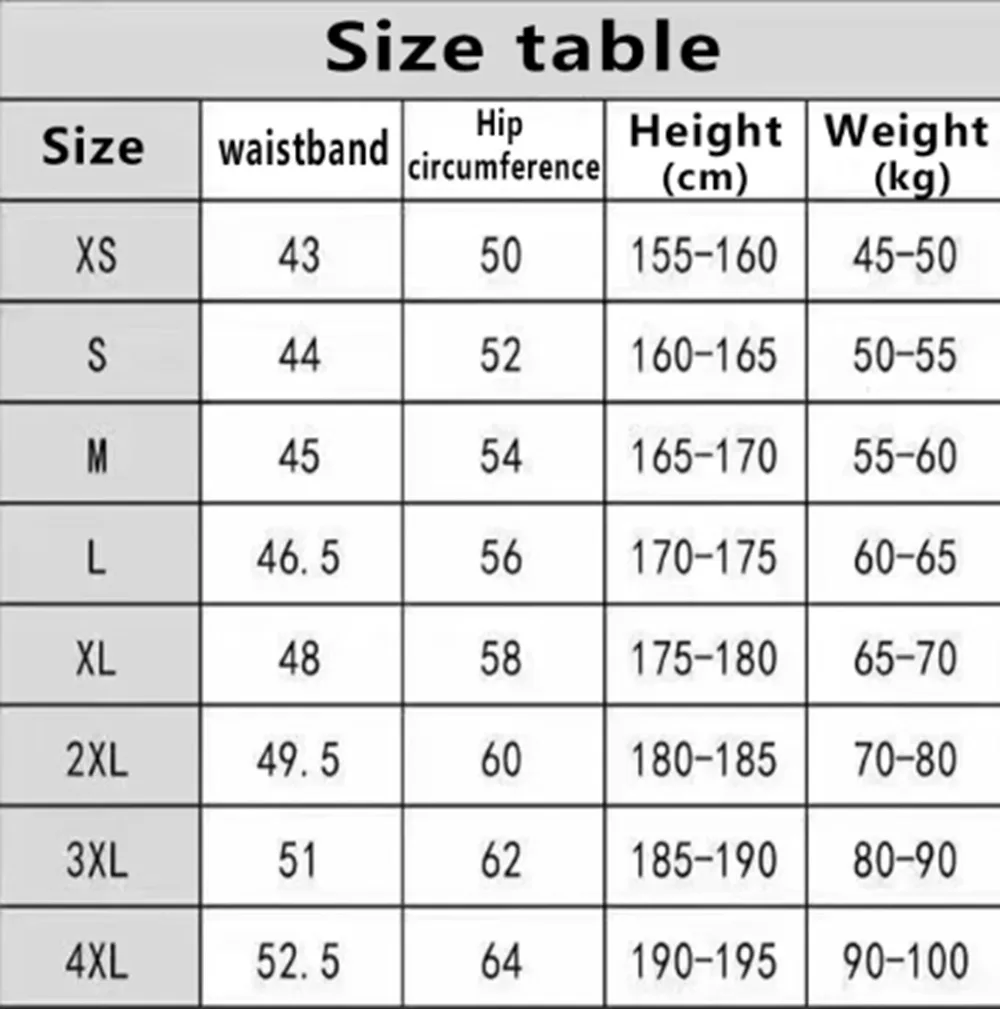 Size table
Size waistband Hip circumference Height (cm) Weight (kg)
XS 43 50 155-160 45-50
S 44 52 160-165 50-55
M 45 54 165-170 55-60
L 46.5 56 170-175 60-65
XL 48 58 175-180 65-70
2XL 49.5 60 180-185 70-80
3XL 51 62 185-190 80-90
4XL 52.5 64 190-195 90-100